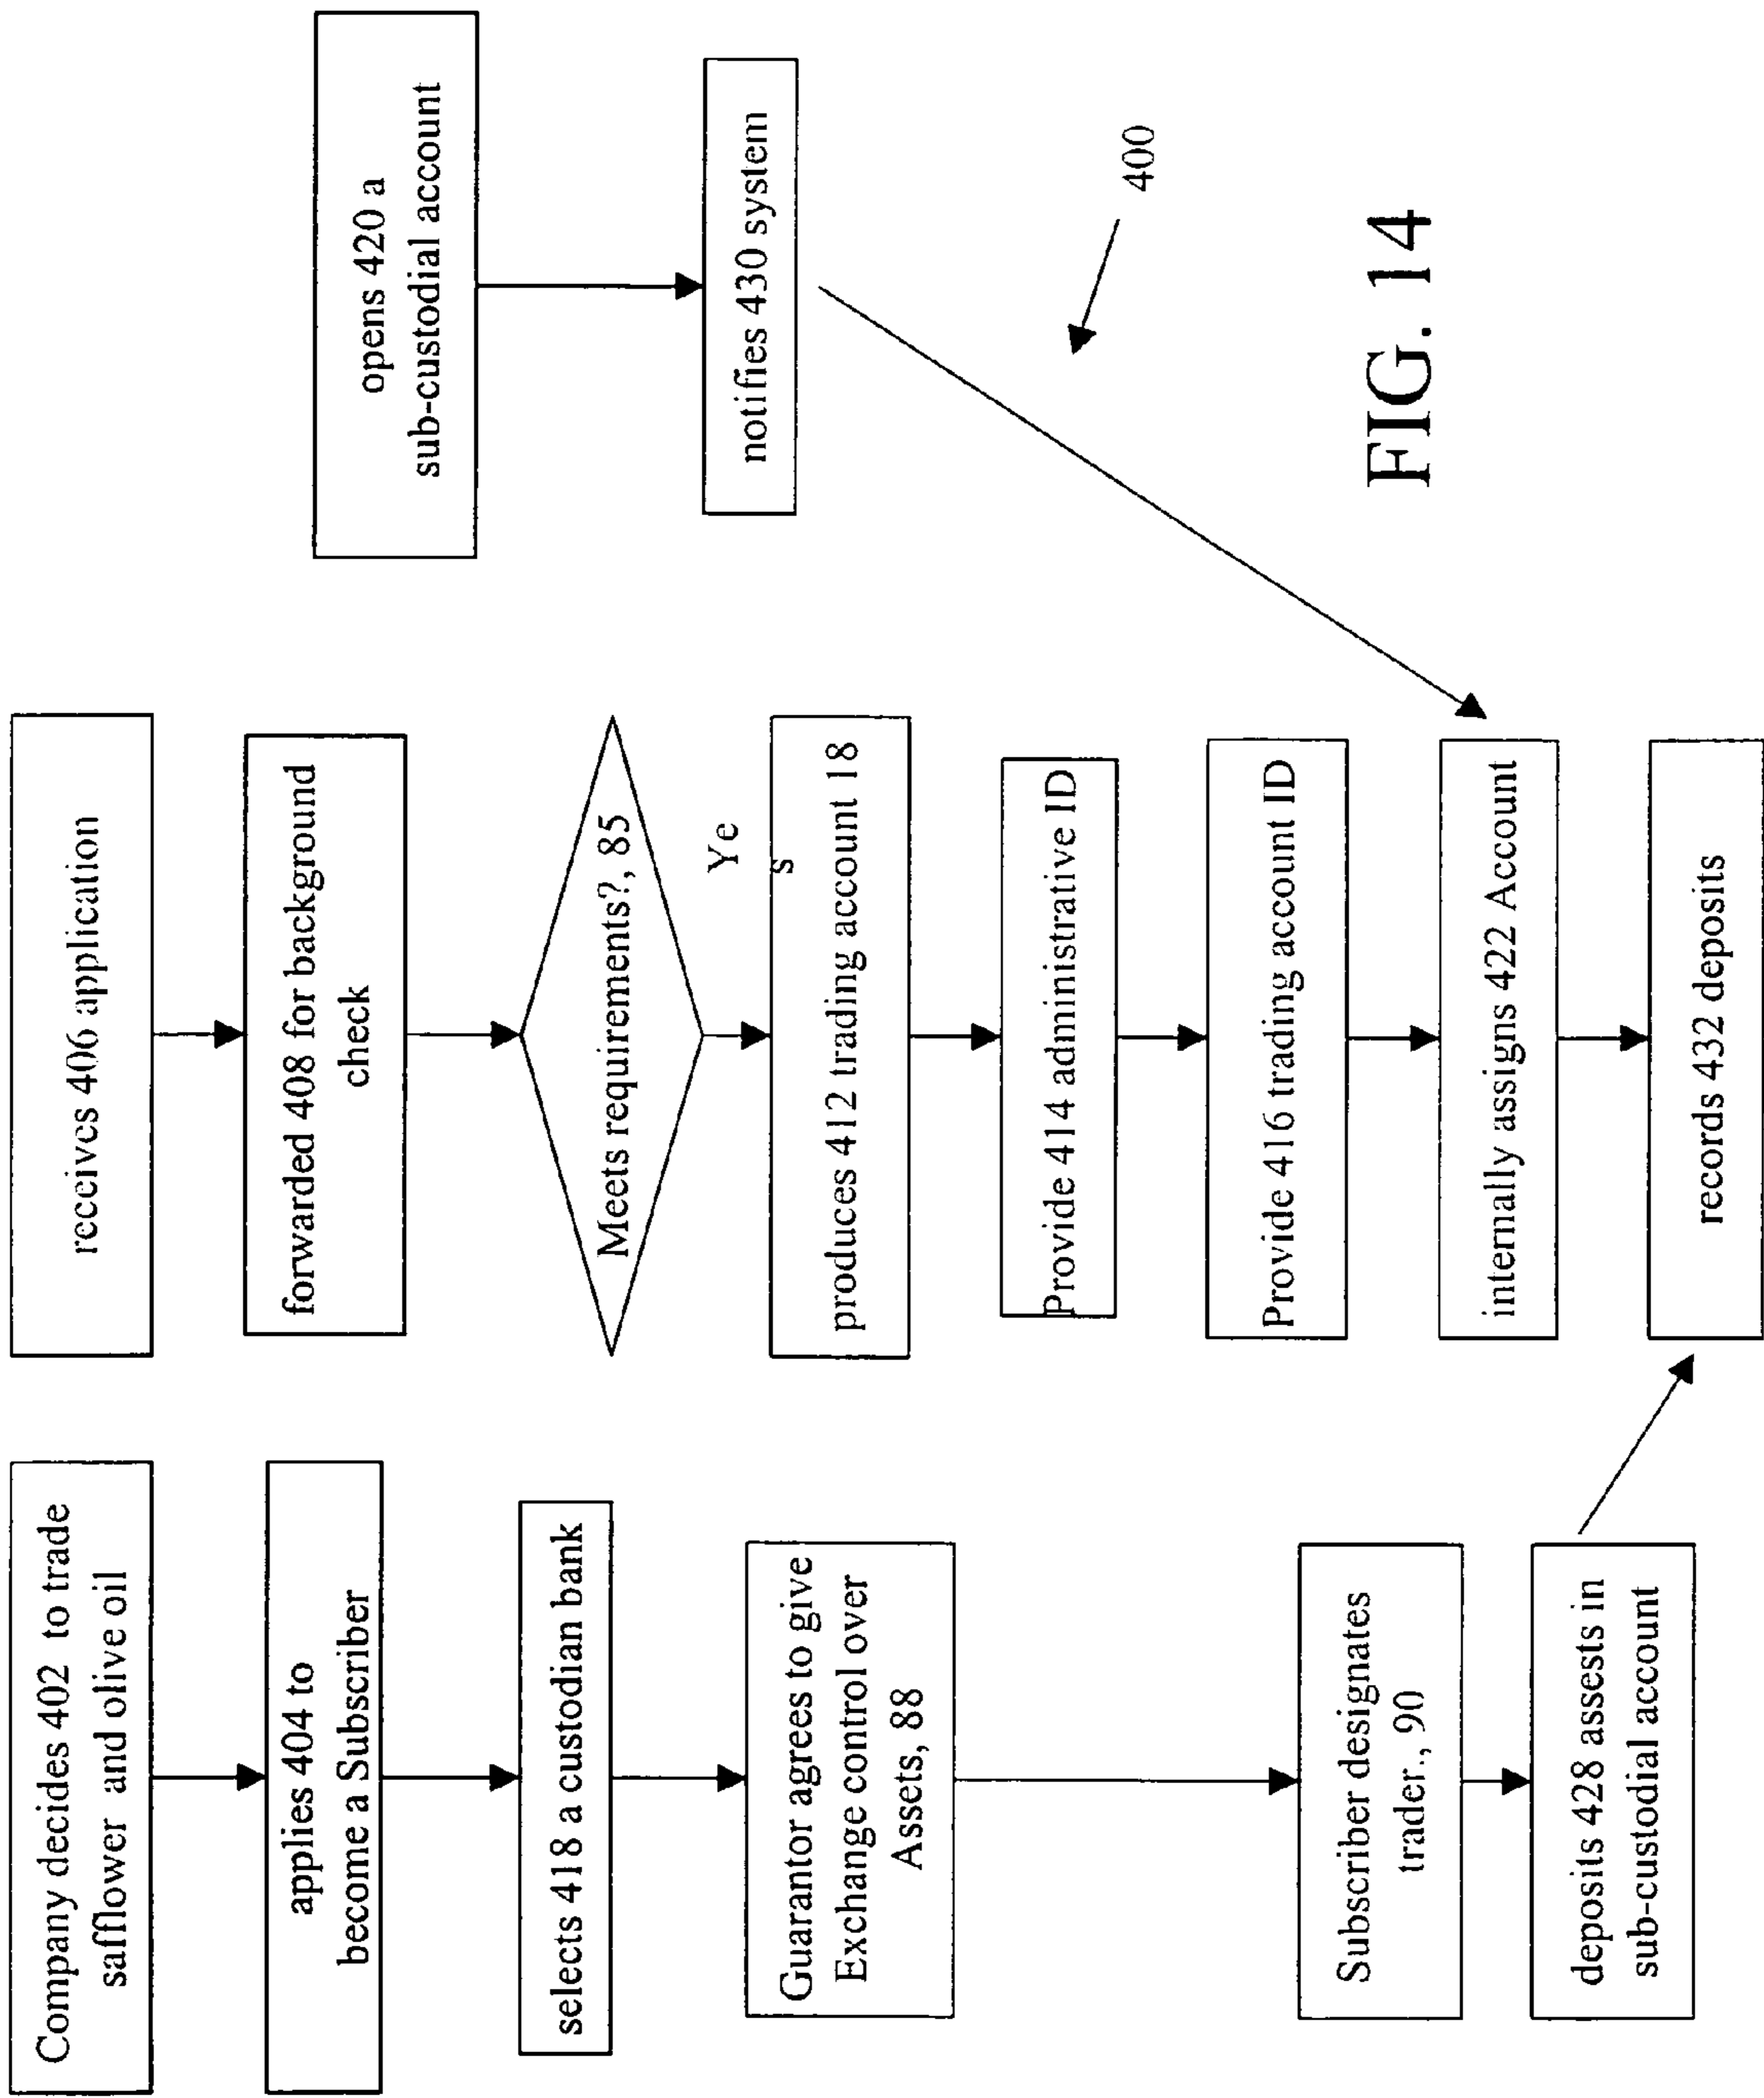 Company decides 402 to trade
safflower and olive oil
applies 404 to
become a Subscriber
selects 418 a custodian bank
Guarantor agrees to give
Exchange control over
Assets, 88
Subscriber designates
trader., 90
deposits 428 assests in
sub-custodial account
receives 406 application
forwarded 408 for background
check
Meets requirements?, 85
Ye
s
produces 412 trading account 18
Provide 414 administrative ID
Provide 416 trading account ID
internally assigns 422 Account
records 432 deposits
opens 420 a
sub-custodial account
notifies 430 system
400
FIG. 14